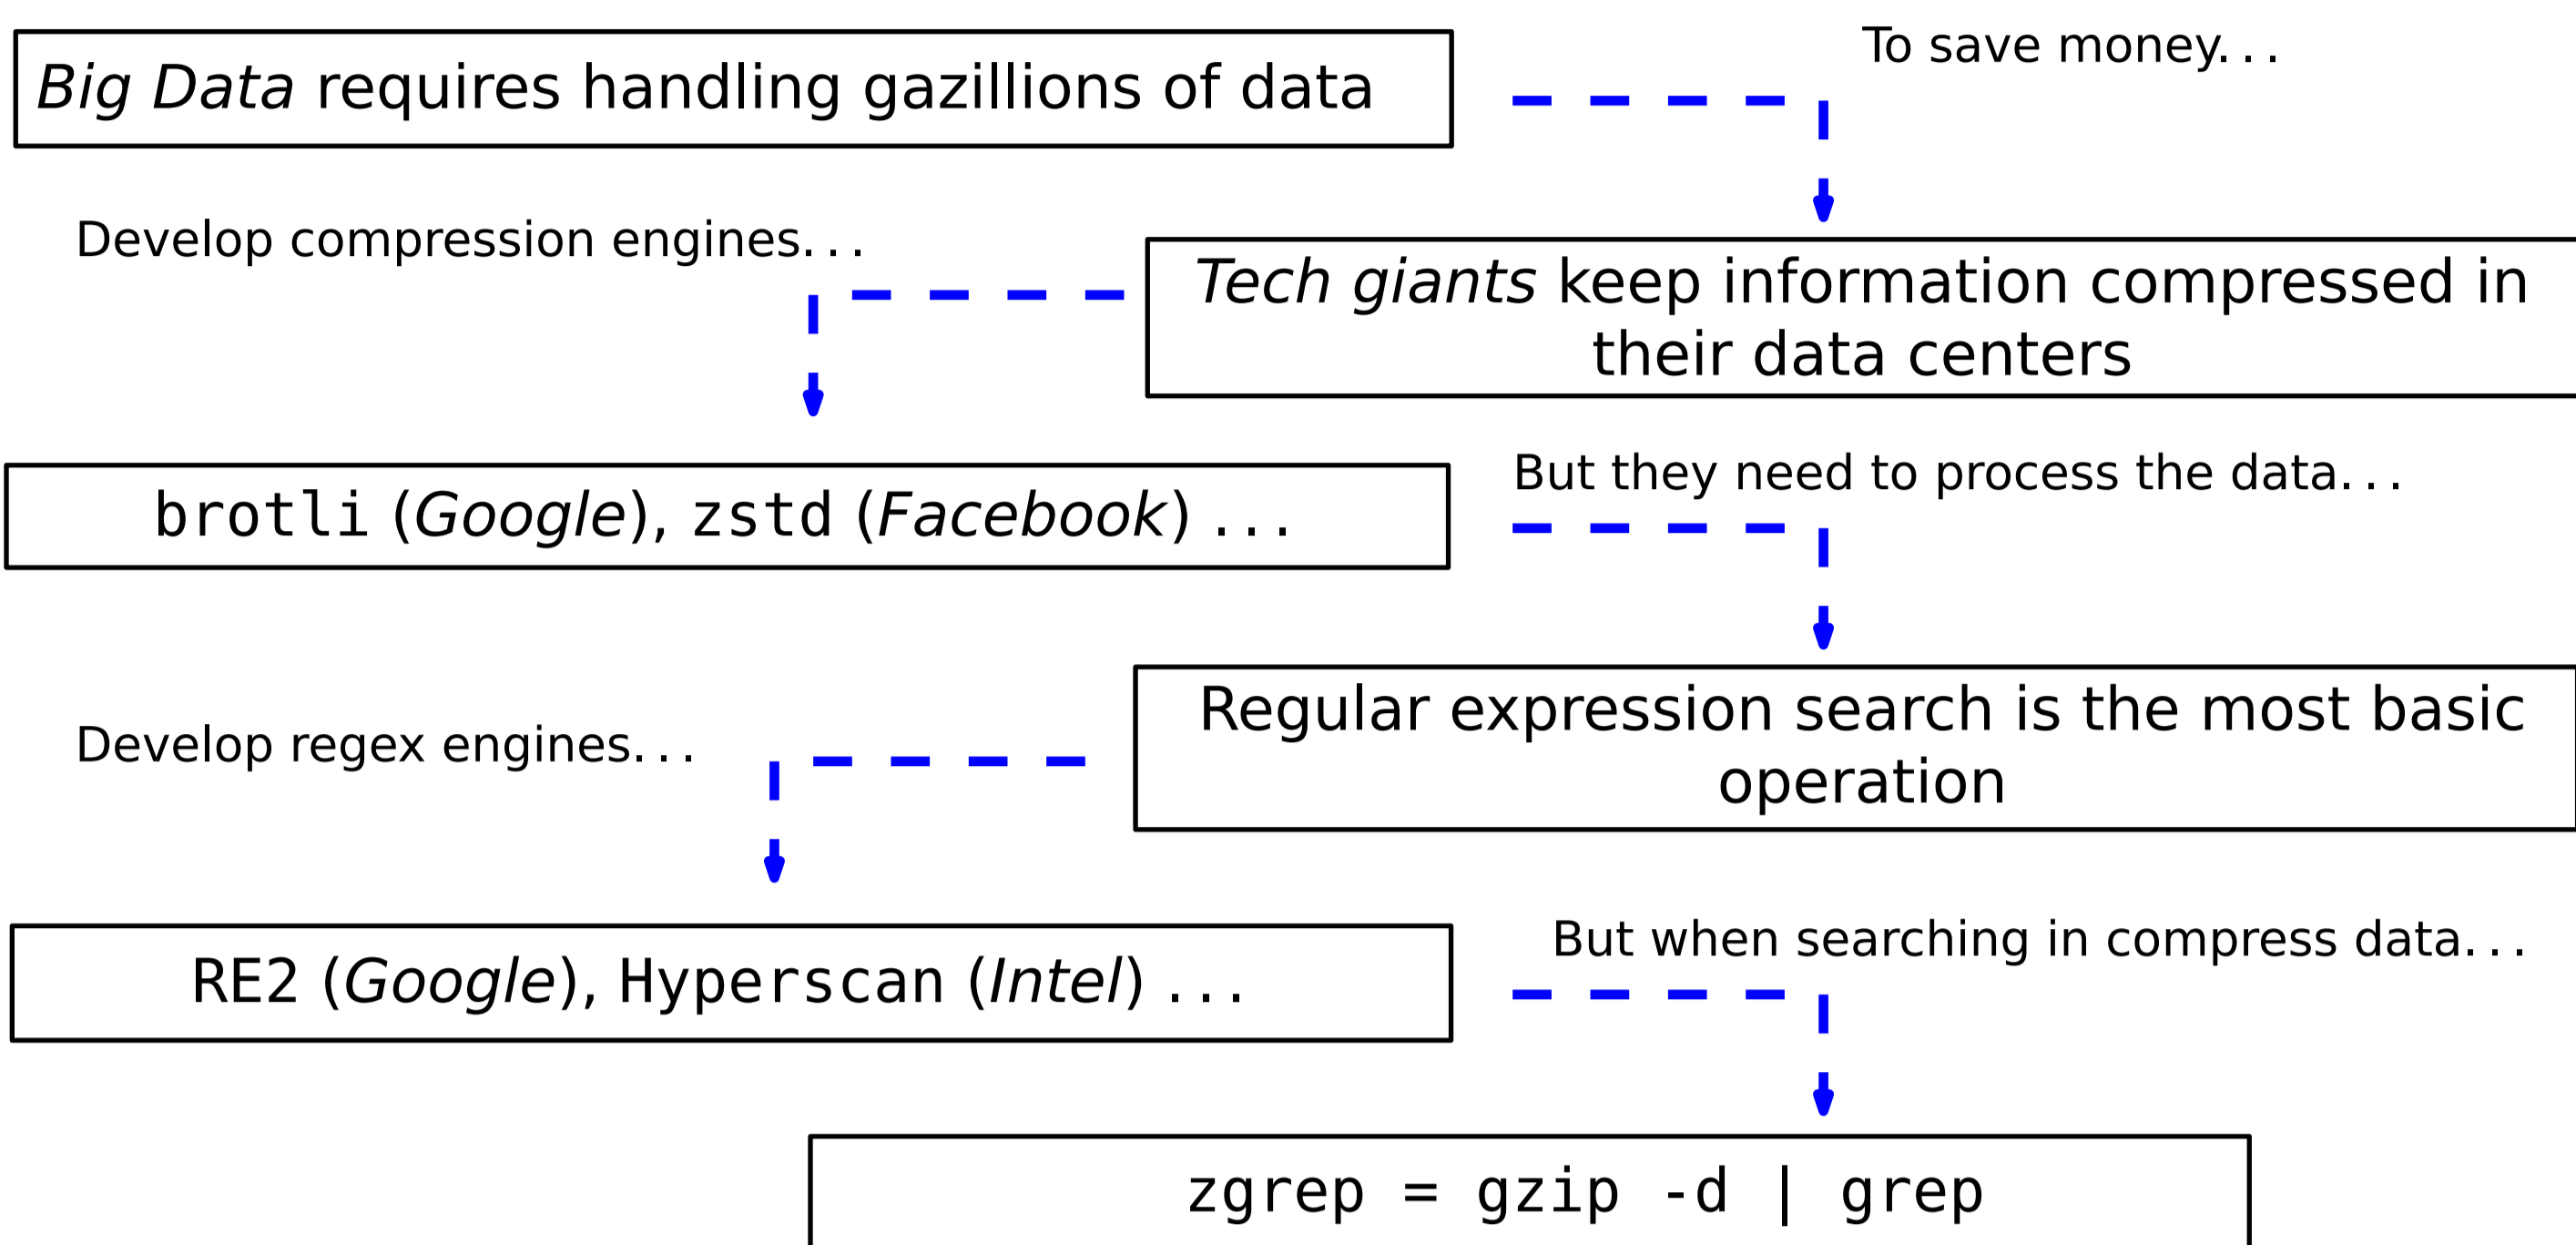 Big Data requires handling gazillions of data
To save money...
Develop compression engines...
Tech giants keep information compressed in
their data centers
brotli (Google), zstd (Facebook) ...
But they need to process the data...
Regular expression search is the most basic
operation
Develop regex engines...
RE2 (Google), Hyperscan (Intel) ...
But when searching in compress data...
zgrep = gzip -d | grep